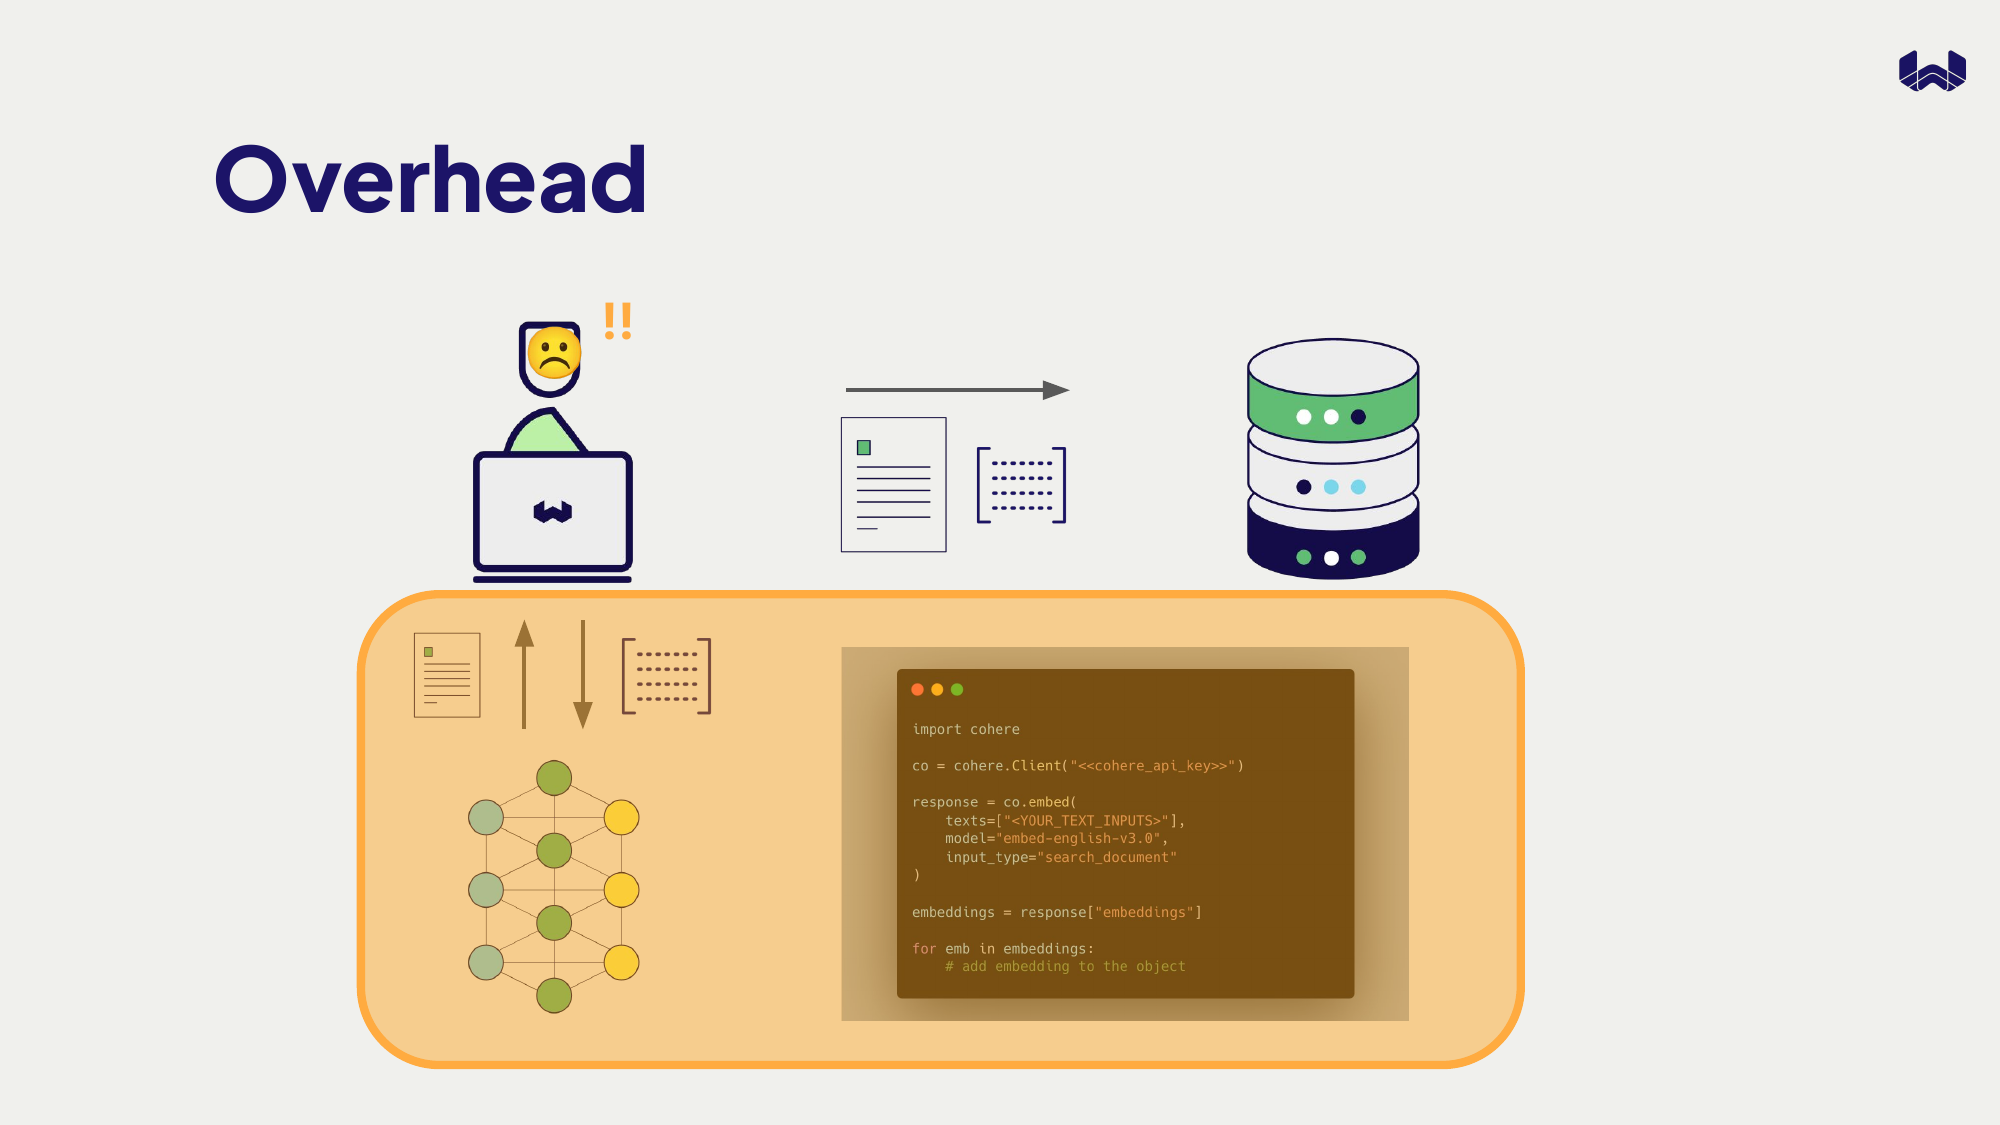 Overhead
!!
import cohere
co = cohere.Client("<<cohere_api_key>>")
response = co.embed(
    texts=["<YOUR_TEXT_INPUTS>"],
    model="embed-english-v3.0",
    input_type="search_document"
)
embeddings = response["embeddings"]
for emb in embeddings:
    # add embedding to the object